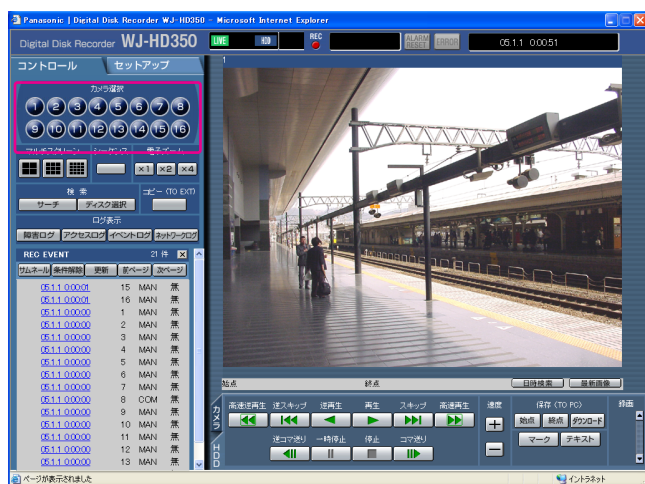 Panasonic | Digital Disk Recorder WJ-HD350 - Microsoft Internet Explorer
Digital Disk Recorder WJ-HD350
LIVE HDD REC ALARM RESET ERROR 05.1.1 0:00:51
コントロール セットアップ
カメラ選択
1 2 3 4 5 6 7 8
9 10 11 12 13 14 15 16
マルチスクリーン シーケンス 電子ズーム
×1 ×2 ×4
検索 コピー (TO EXT)
サーチ ディスク選択
ログ表示
障害ログ アクセスログ イベントログ ネットワークログ
REC EVENT 21 件
サムネール 条件解除 更新 前ページ 次ページ
05.1.1 0:00:01 15 MAN 無
05.1.1 0:00:01 16 MAN 無
05.1.1 0:00:00 1 MAN 無
05.1.1 0:00:00 2 MAN 無
05.1.1 0:00:00 3 MAN 無
05.1.1 0:00:00 4 MAN 無
05.1.1 0:00:00 5 MAN 無
05.1.1 0:00:00 6 MAN 無
05.1.1 0:00:00 7 MAN 無
05.1.1 0:00:00 8 COM 無
05.1.1 0:00:00 9 MAN 無
05.1.1 0:00:00 10 MAN 無
05.1.1 0:00:00 11 MAN 無
05.1.1 0:00:00 12 MAN 無
05.1.1 0:00:00 13 MAN 無
1
始点 終点 日時検索 最新画像
カメラ
HDD
高速逆再生 逆スキップ 逆再生 再生 スキップ 高速再生 速度 保存 (TO PC) 録画
+ 始点 終点 ダウンロード
逆コマ送り 一時停止 停止 コマ送り マーク テキスト
ページが表示されました イントラネット